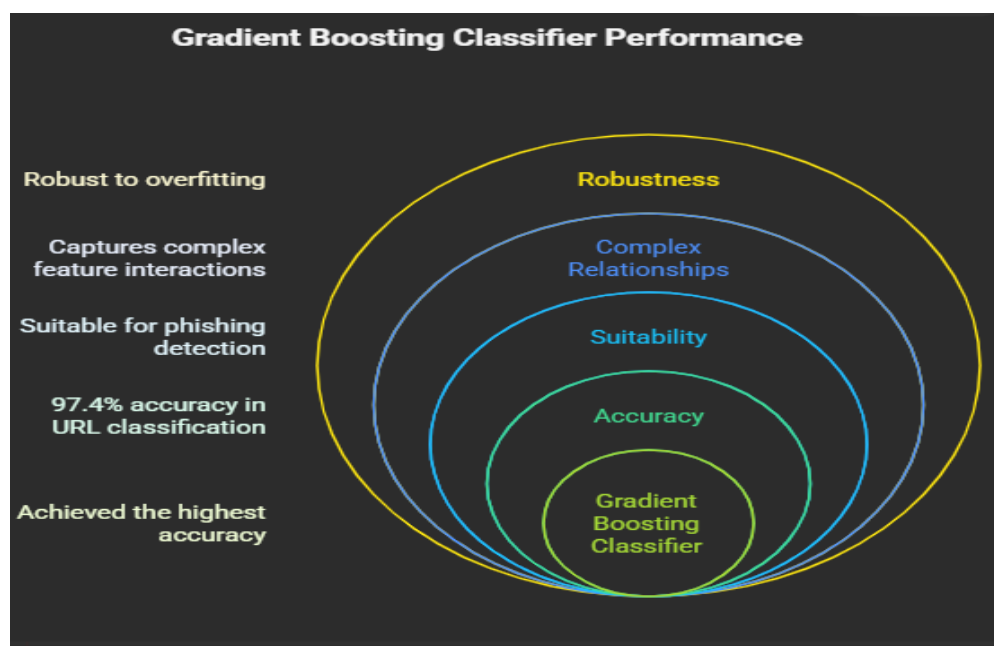 Gradient Boosting Classifier Performance
Robust to overfitting
Robustness
Captures complex
feature interactions
Complex
Relationships
Suitable for phishing
detection
Suitability
97.4% accuracy in
URL classification
Accuracy
Achieved the highest
accuracy
Gradient
Boosting
Classifier